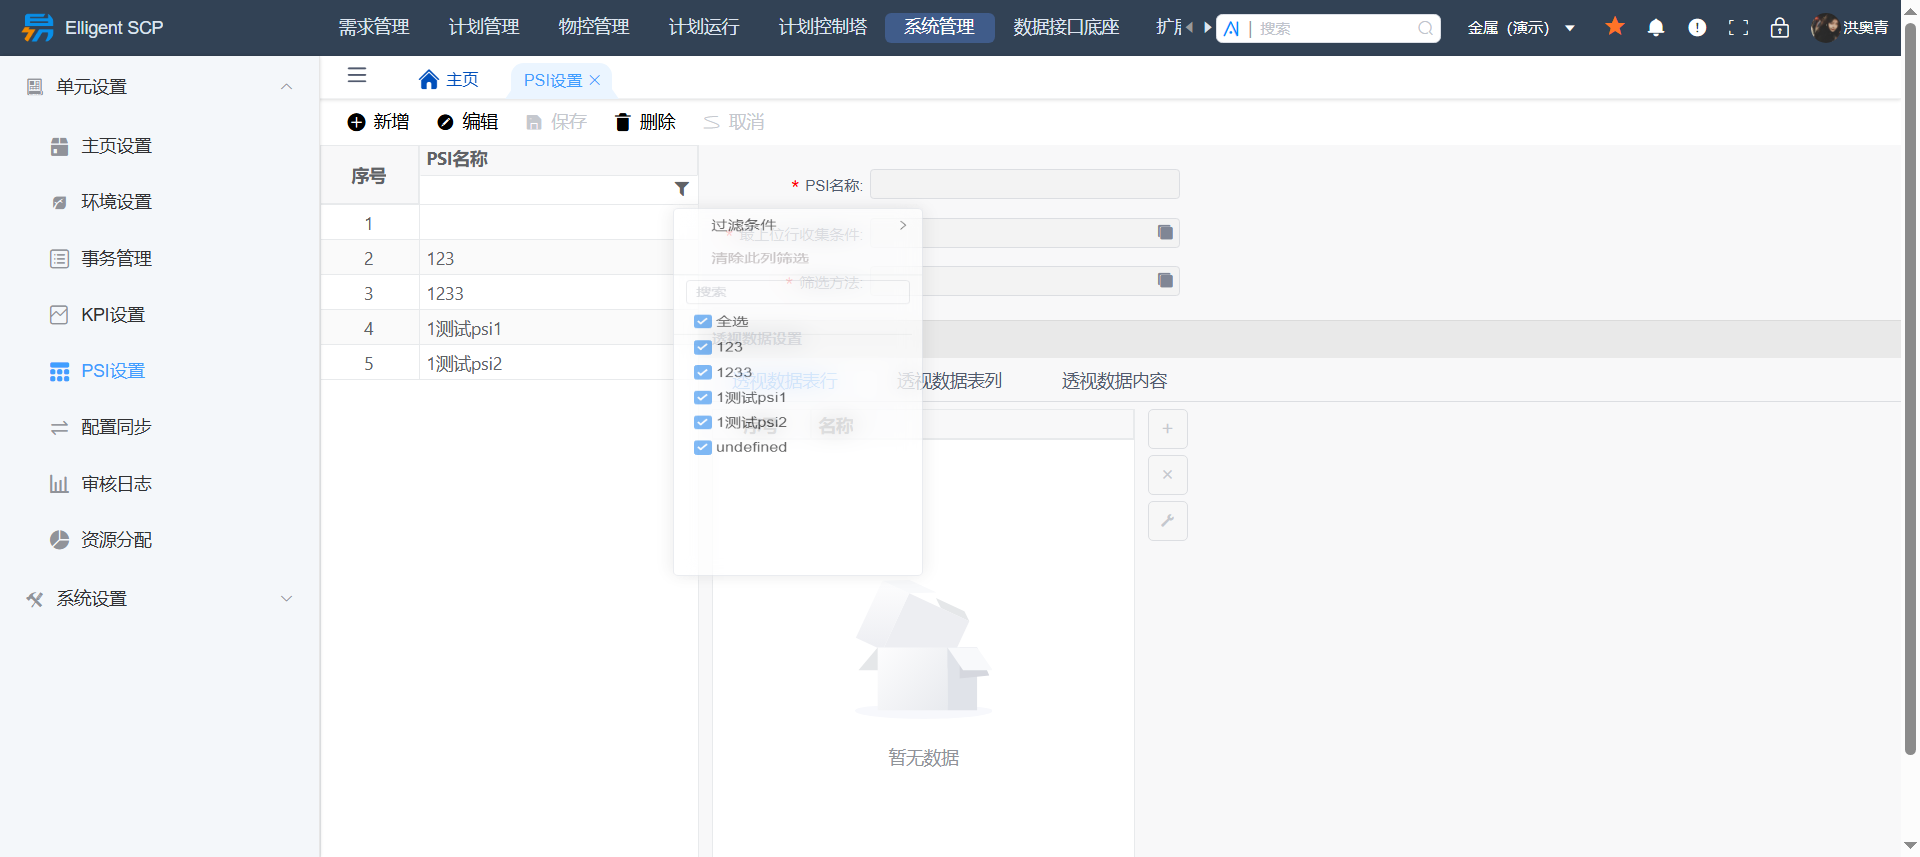 Elligent SCP
需求管理 计划管理 物控管理 计划运行 计划控制塔 系统管理 数据接口底座
AI | 搜索
金属 (演示)
洪奥青
单元设置
主页设置
环境设置
事务管理
KPI设置
PSI设置
配置同步
审核日志
资源分配
系统设置
主页 PSI设置
新增 编辑 保存 删除 取消
序号 PSI名称
1
2 123
3 1233
4 1测试psi1
5 1测试psi2
* PSI名称:
* 最上位行收集条件:
* 筛选方法:
过滤条件
清除此列筛选
搜索
全选
123
1233
1测试psi1
1测试psi2
undefined
透视数据设置
透视数据表行 透视数据表列 透视数据内容
序号 名称
暂无数据